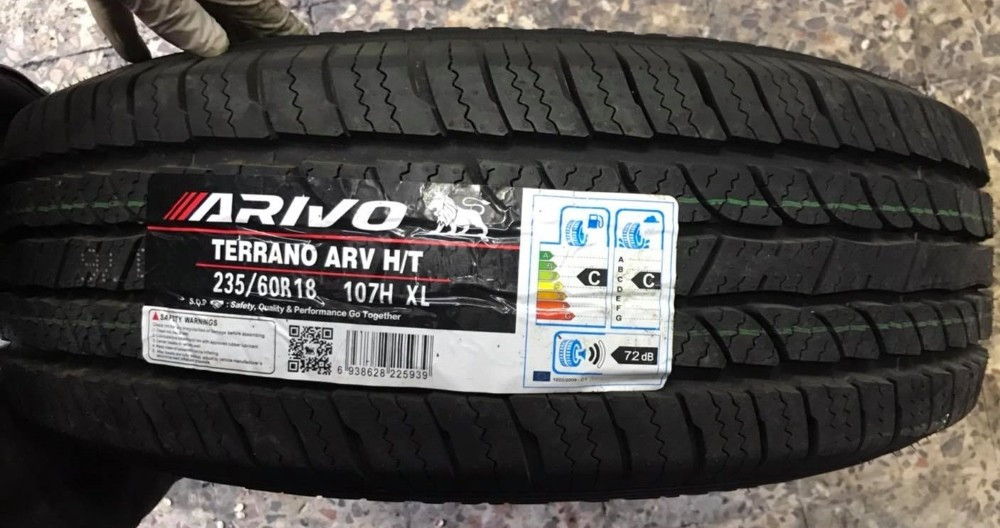 ARIVO
TERRANO ARV H/T
235/60R18 107H XL
: Safety, Quality & Performance Go Together
SAFETY WARNINGS
6 938628 225939
A
B
C
D
E
F
G
C
C
72 dB